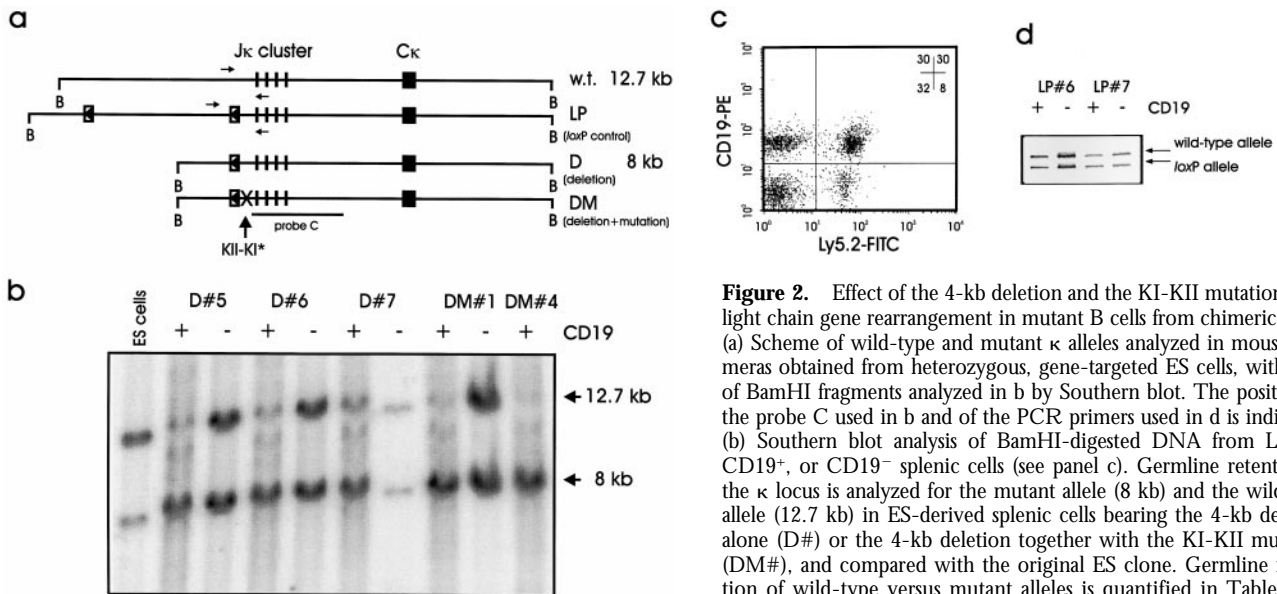 a
Jκ cluster
Cκ
w.t. 12.7 kb
B
B
LP
(loxP control)
B
B
D 8 kb
(deletion)
B
B
DM
(deletion+mutation)
B
B
probe C
KII-KI*
b
ES cells
D#5 D#6 D#7 DM#1 DM#4
+ - + - + - + - + CD19
12.7 kb
8 kb
c
CD19-PE
10⁴
10³
10²
10¹
10⁰
30 30
32 8
10⁰ 10¹ 10² 10³ 10⁴
Ly5.2-FITC
d
LP#6 LP#7
+ - + - CD19
wild-type allele
loxP allele
Figure 2. Effect of the 4-kb deletion and the KI-KII mutation
light chain gene rearrangement in mutant B cells from chimeric
(a) Scheme of wild-type and mutant κ alleles analyzed in mous
meras obtained from heterozygous, gene-targeted ES cells, with
of BamHI fragments analyzed in b by Southern blot. The posit
the probe C used in b and of the PCR primers used in d is indi
(b) Southern blot analysis of BamHI-digested DNA from L
CD19⁺, or CD19⁻ splenic cells (see panel c). Germline retent
the κ locus is analyzed for the mutant allele (8 kb) and the wild
allele (12.7 kb) in ES-derived splenic cells bearing the 4-kb de
alone (D#) or the 4-kb deletion together with the KI-KII mu
(DM#), and compared with the original ES clone. Germline
tion of wild-type versus mutant alleles is quantified in Table